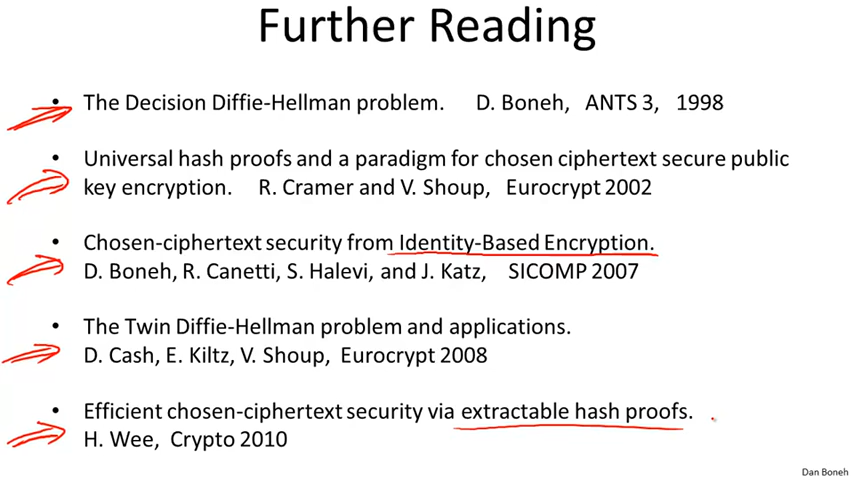 Further Reading
• The Decision Diffie-Hellman problem. D. Boneh, ANTS 3, 1998
• Universal hash proofs and a paradigm for chosen ciphertext secure public
key encryption. R. Cramer and V. Shoup, Eurocrypt 2002
• Chosen-ciphertext security from Identity-Based Encryption.
D. Boneh, R. Canetti, S. Halevi, and J. Katz, SICOMP 2007
• The Twin Diffie-Hellman problem and applications.
D. Cash, E. Kiltz, V. Shoup, Eurocrypt 2008
• Efficient chosen-ciphertext security via extractable hash proofs.
H. Wee, Crypto 2010
Dan Boneh